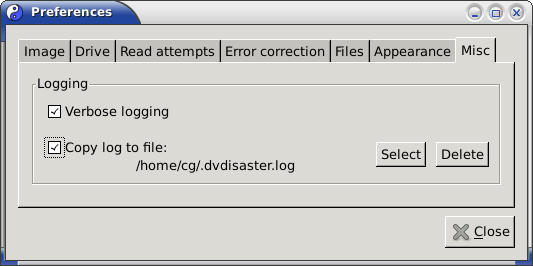 Preferences
Image Drive Read attempts Error correction Files Appearance Misc
Logging
Verbose logging
Copy log to file:
/home/cg/.dvdisaster.log
Select Delete
Close